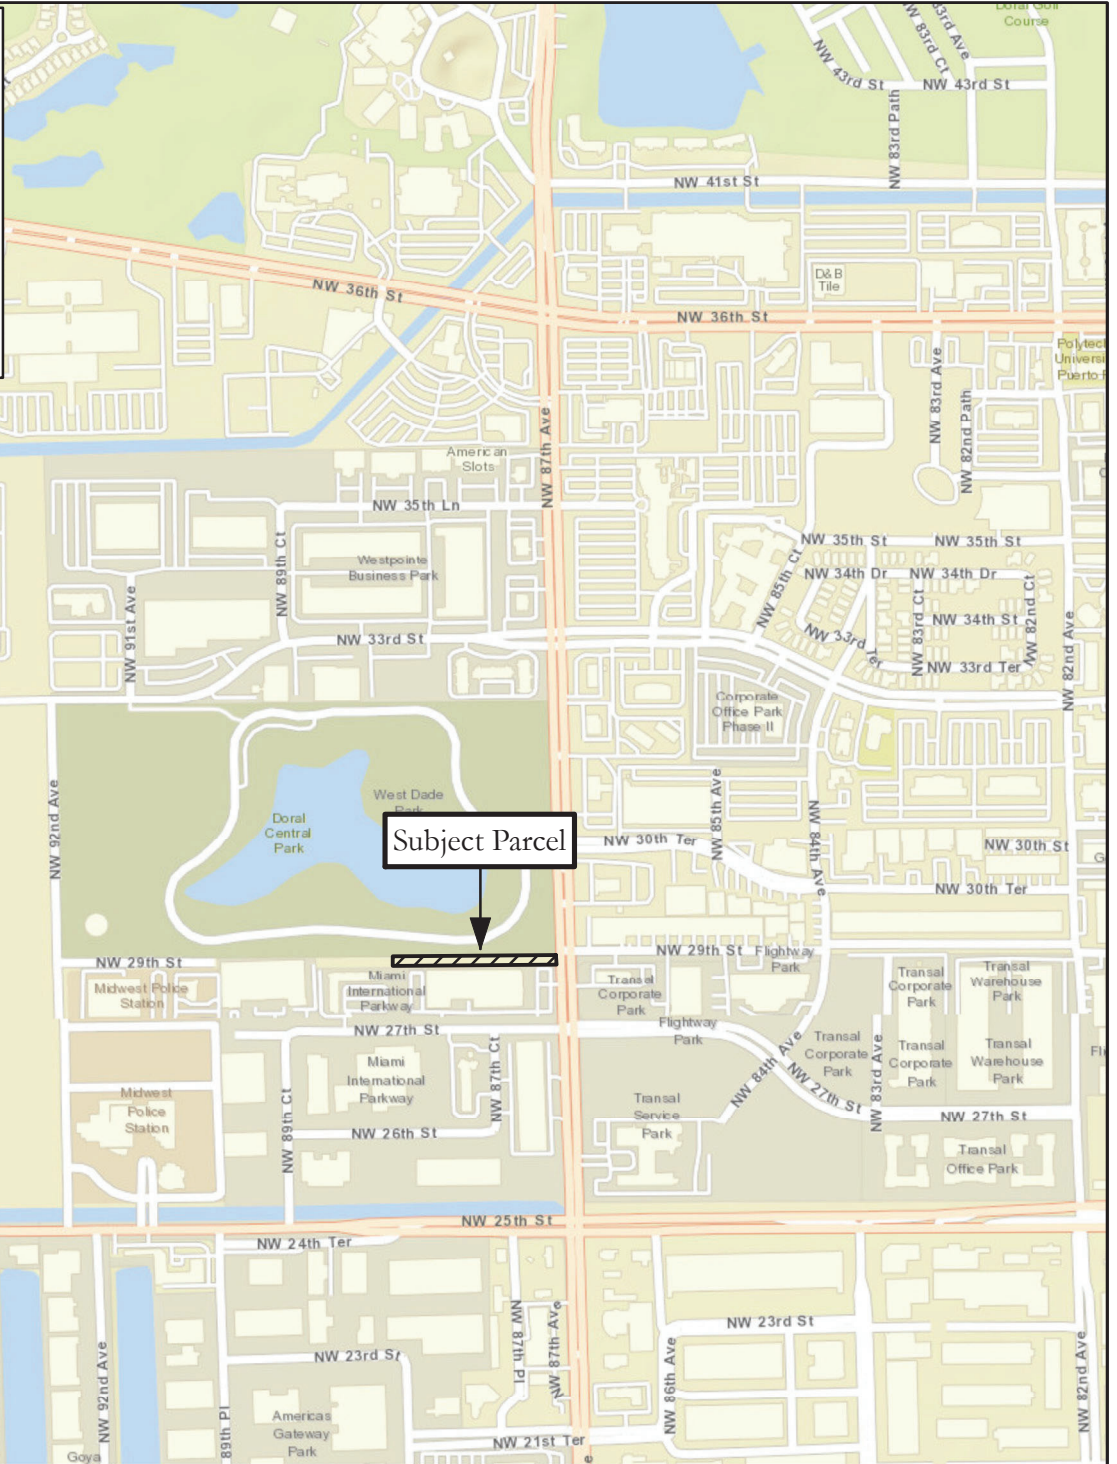 Doral Golf
Course
NW 83rd Ct
33rd Ave
NW 43rd St
NW 43rd St
NW 83rd Path
NW 41st St
D&B
Tile
NW 36th St
NW 36th St
NW 83rd Ave
NW 82nd Path
NW 87th Ave
American
Slots
NW 35th Ln
NW 35th St
NW 35th St
NW 89th Ct
Westpointe
Business Park
NW 85th Ct
NW 34th Dr
NW 34th Dr
NW 91st Ave
NW 83rd Ct
NW 34th St
NW 82nd Ct
NW 82nd Ave
NW 33rd St
NW 33rd Ter
NW 33rd Ter
Corporate
Office Park
Phase II
NW 92nd Ave
West Dade
Park
Doral
Central
Park
Subject Parcel
NW 85th Ave
NW 84th Ave
NW 30th Ter
NW 30th St
NW 30th Ter
NW 29th St
NW 29th St
Flightway
Park
Midwest Police
Station
Miami
International
Parkway
Transal
Corporate
Park
Transal
Corporate
Park
Transal
Warehouse
Park
NW 27th St
Flightway
Park
NW 87th Ct
NW 84th Ave
Transal
Corporate
Park
NW 83rd Ave
Transal
Corporate
Park
Transal
Warehouse
Park
Miami
International
Parkway
Midwest
Police
Station
NW 89th Ct
NW 26th St
Transal
Service
Park
NW 27th St
NW 27th St
Transal
Office Park
NW 25th St
NW 24th Ter
NW 87th Pl
NW 87th Ave
NW 23rd St
NW 23rd St
NW 92nd Ave
89th Pl
NW 86th Ave
NW 82nd Ave
Americas
Gateway
Park
NW 21st Ter
Goya